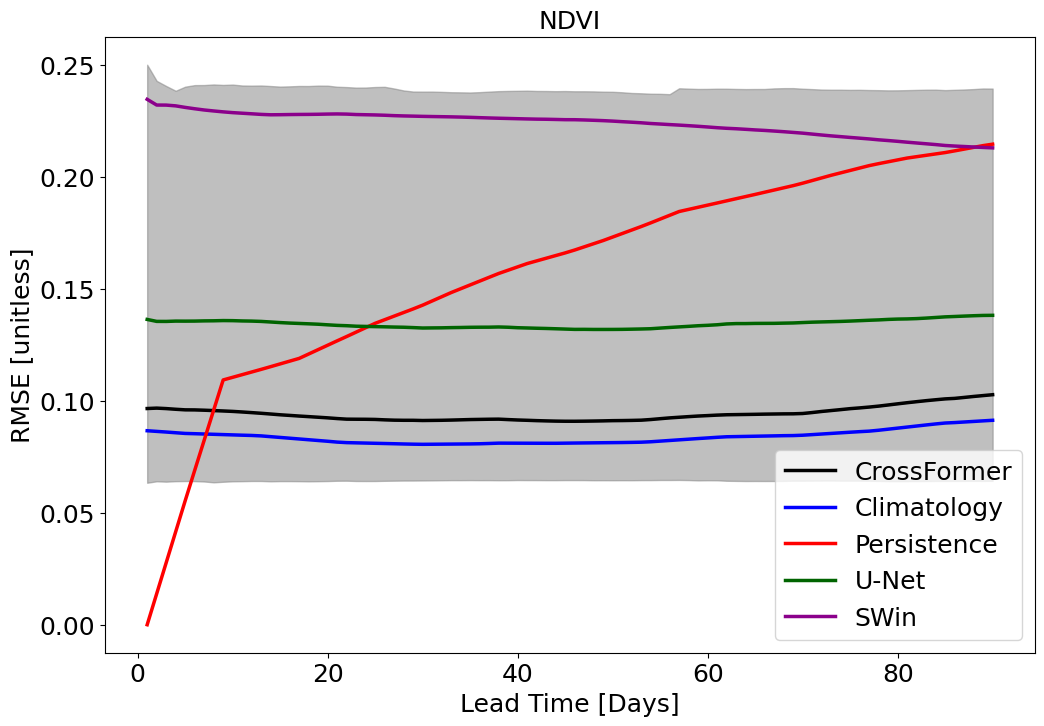 NDVI
RMSE [unitless]
0.25
0.20
0.15
0.10
0.05
0.00
CrossFormer
Climatology
Persistence
U-Net
SWin
0 20 40 60 80
Lead Time [Days]